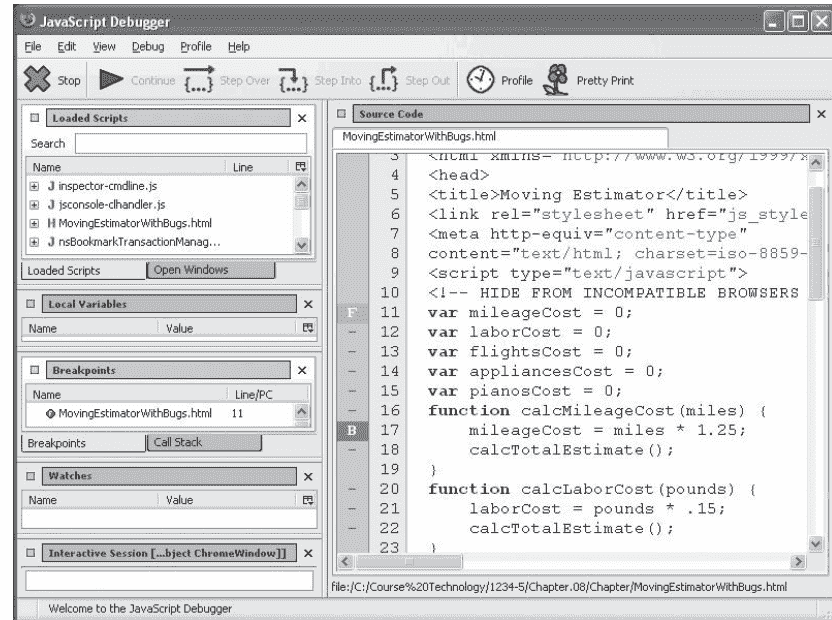 JavaScript Debugger
File Edit View Debug Profile Help
Stop Continue {...} Step Over {...} Step Into {...} Step Out Profile Pretty Print
Loaded Scripts
Search
Name Line
J inspector-cmdline.js
J jsconsole-clhandler.js
H MovingEstimatorWithBugs.html
J nsBookmarkTransactionManag...
Loaded Scripts Open Windows
Local Variables
Name Value
Breakpoints
Name Line/PC
MovingEstimatorWithBugs.html 11
Breakpoints Call Stack
Watches
Name Value
Interactive Session [...bject ChromeWindow]]
Source Code
MovingEstimatorWithBugs.html
3 <html xmlns="http://www.w3.org/1999/x
4 <head>
5 <title>Moving Estimator</title>
6 <link rel="stylesheet" href="js_style
7 <meta http-equiv="content-type"
8 content="text/html; charset=iso-8859-
9 <script type="text/javascript">
10 <!-- HIDE FROM INCOMPATIBLE BROWSERS
F 11 var mileageCost = 0;
- 12 var laborCost = 0;
- 13 var flightsCost = 0;
- 14 var appliancesCost = 0;
- 15 var pianosCost = 0;
- 16 function calcMileageCost(miles) {
B 17 mileageCost = miles * 1.25;
- 18 calcTotalEstimate();
- 19 }
- 20 function calcLaborCost(pounds) {
- 21 laborCost = pounds * .15;
- 22 calcTotalEstimate();
- 23 }
file:/C:/Course%20Technology/1234-5/Chapter.08/Chapter/MovingEstimatorWithBugs.html
Welcome to the JavaScript Debugger